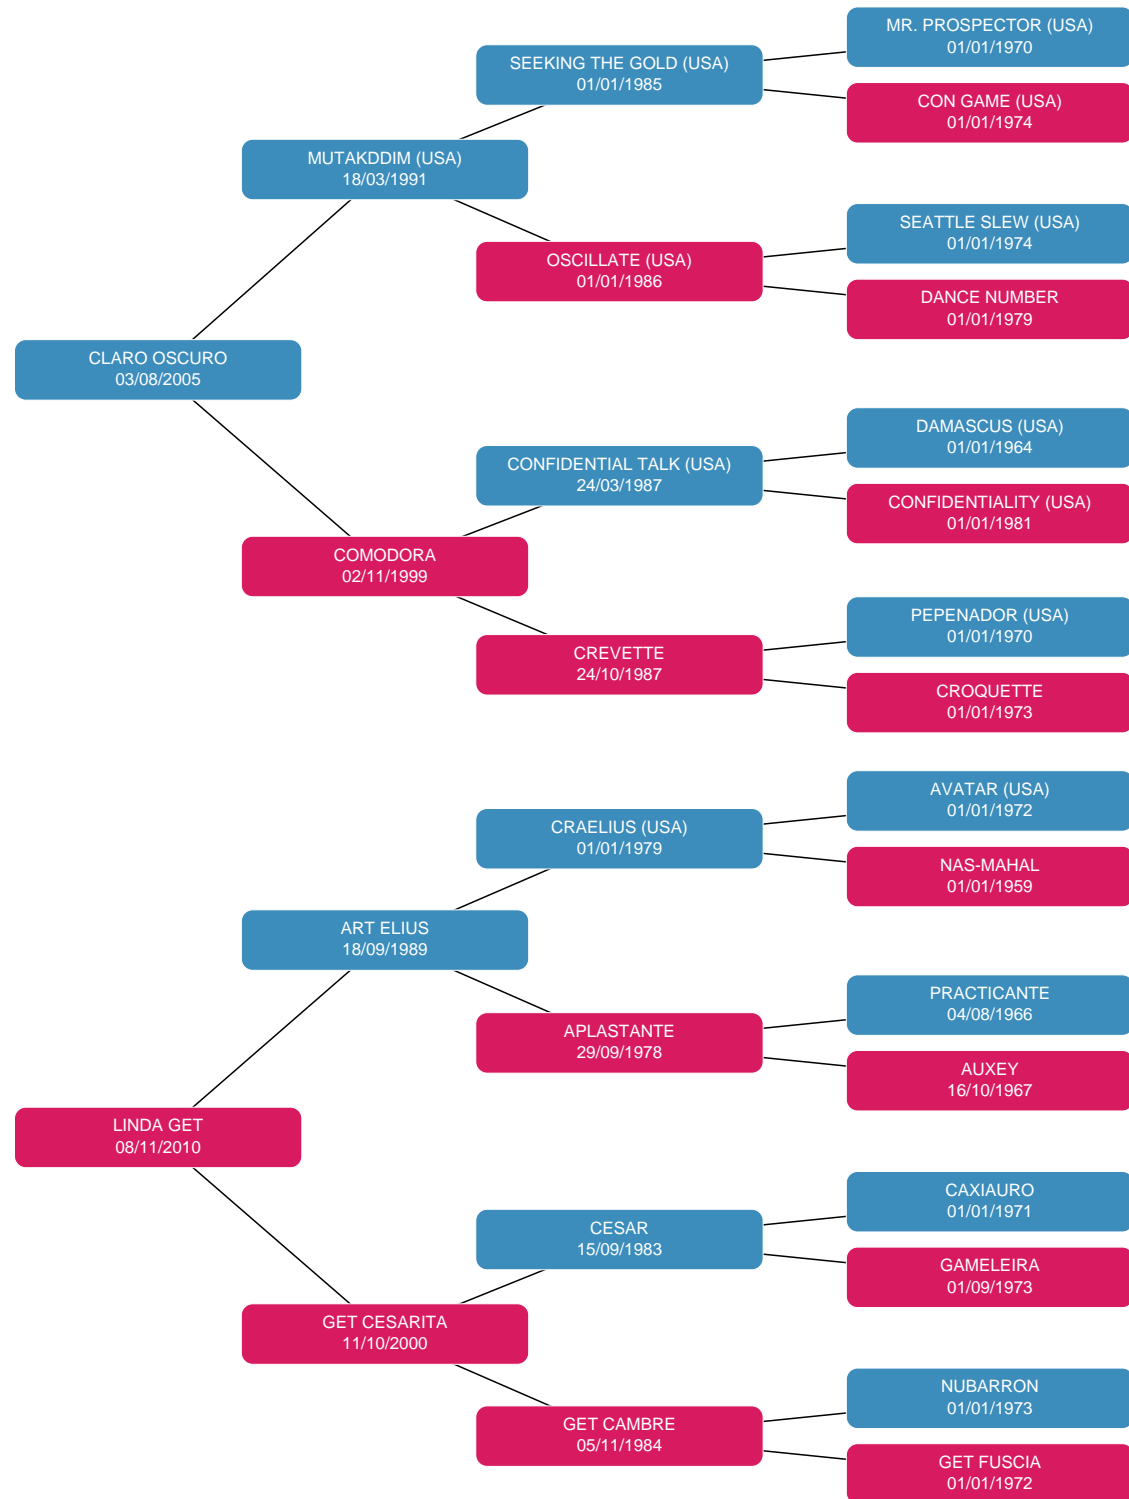 MR. PROSPECTOR (USA)
01/01/1970
SEEKING THE GOLD (USA)
01/01/1985
CON GAME (USA)
01/01/1974
MUTAKDDIM (USA)
18/03/1991
SEATTLE SLEW (USA)
01/01/1974
OSCILLATE (USA)
01/01/1986
DANCE NUMBER
01/01/1979
CLARO OSCURO
03/08/2005
DAMASCUS (USA)
01/01/1964
CONFIDENTIAL TALK (USA)
24/03/1987
CONFIDENTIALITY (USA)
01/01/1981
COMODORA
02/11/1999
PEPENADOR (USA)
01/01/1970
CREVETTE
24/10/1987
CROQUETTE
01/01/1973
AVATAR (USA)
01/01/1972
CRAELIUS (USA)
01/01/1979
NAS-MAHAL
01/01/1959
ART ELIUS
18/09/1989
PRACTICANTE
04/08/1966
APLASTANTE
29/09/1978
AUXEY
16/10/1967
LINDA GET
08/11/2010
CAXIAURO
01/01/1971
CESAR
15/09/1983
GAMELEIRA
01/09/1973
GET CESARITA
11/10/2000
NUBARRON
01/01/1973
GET CAMBRE
05/11/1984
GET FUSCIA
01/01/1972